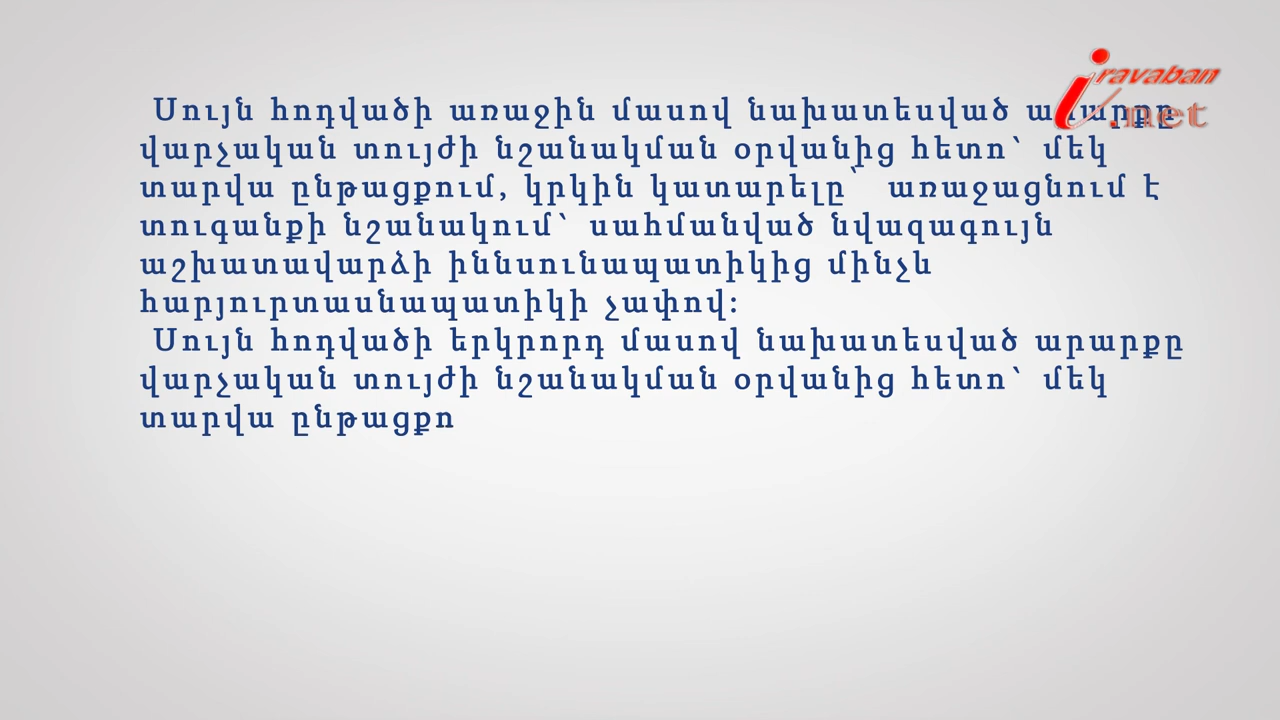 Սույն հոդվածի առաջին մասով նախատեսված արարքը
վարչական տույժի նշանակման օրվանից հետո՝ մեկ
տարվա ընթացքում, կրկին կատարելը՝ առաջացնում է
տուգանքի նշանակում՝ սահմանված նվազագույն
աշխատավարձի իննսունապատիկից մինչև
հարյուրտասնապատիկի չափով։
Սույն հոդվածի երկրորդ մասով նախատեսված արարքը
վարչական տույժի նշանակման օրվանից հետո՝ մեկ
տարվա ընթացքո
iravaban
.net